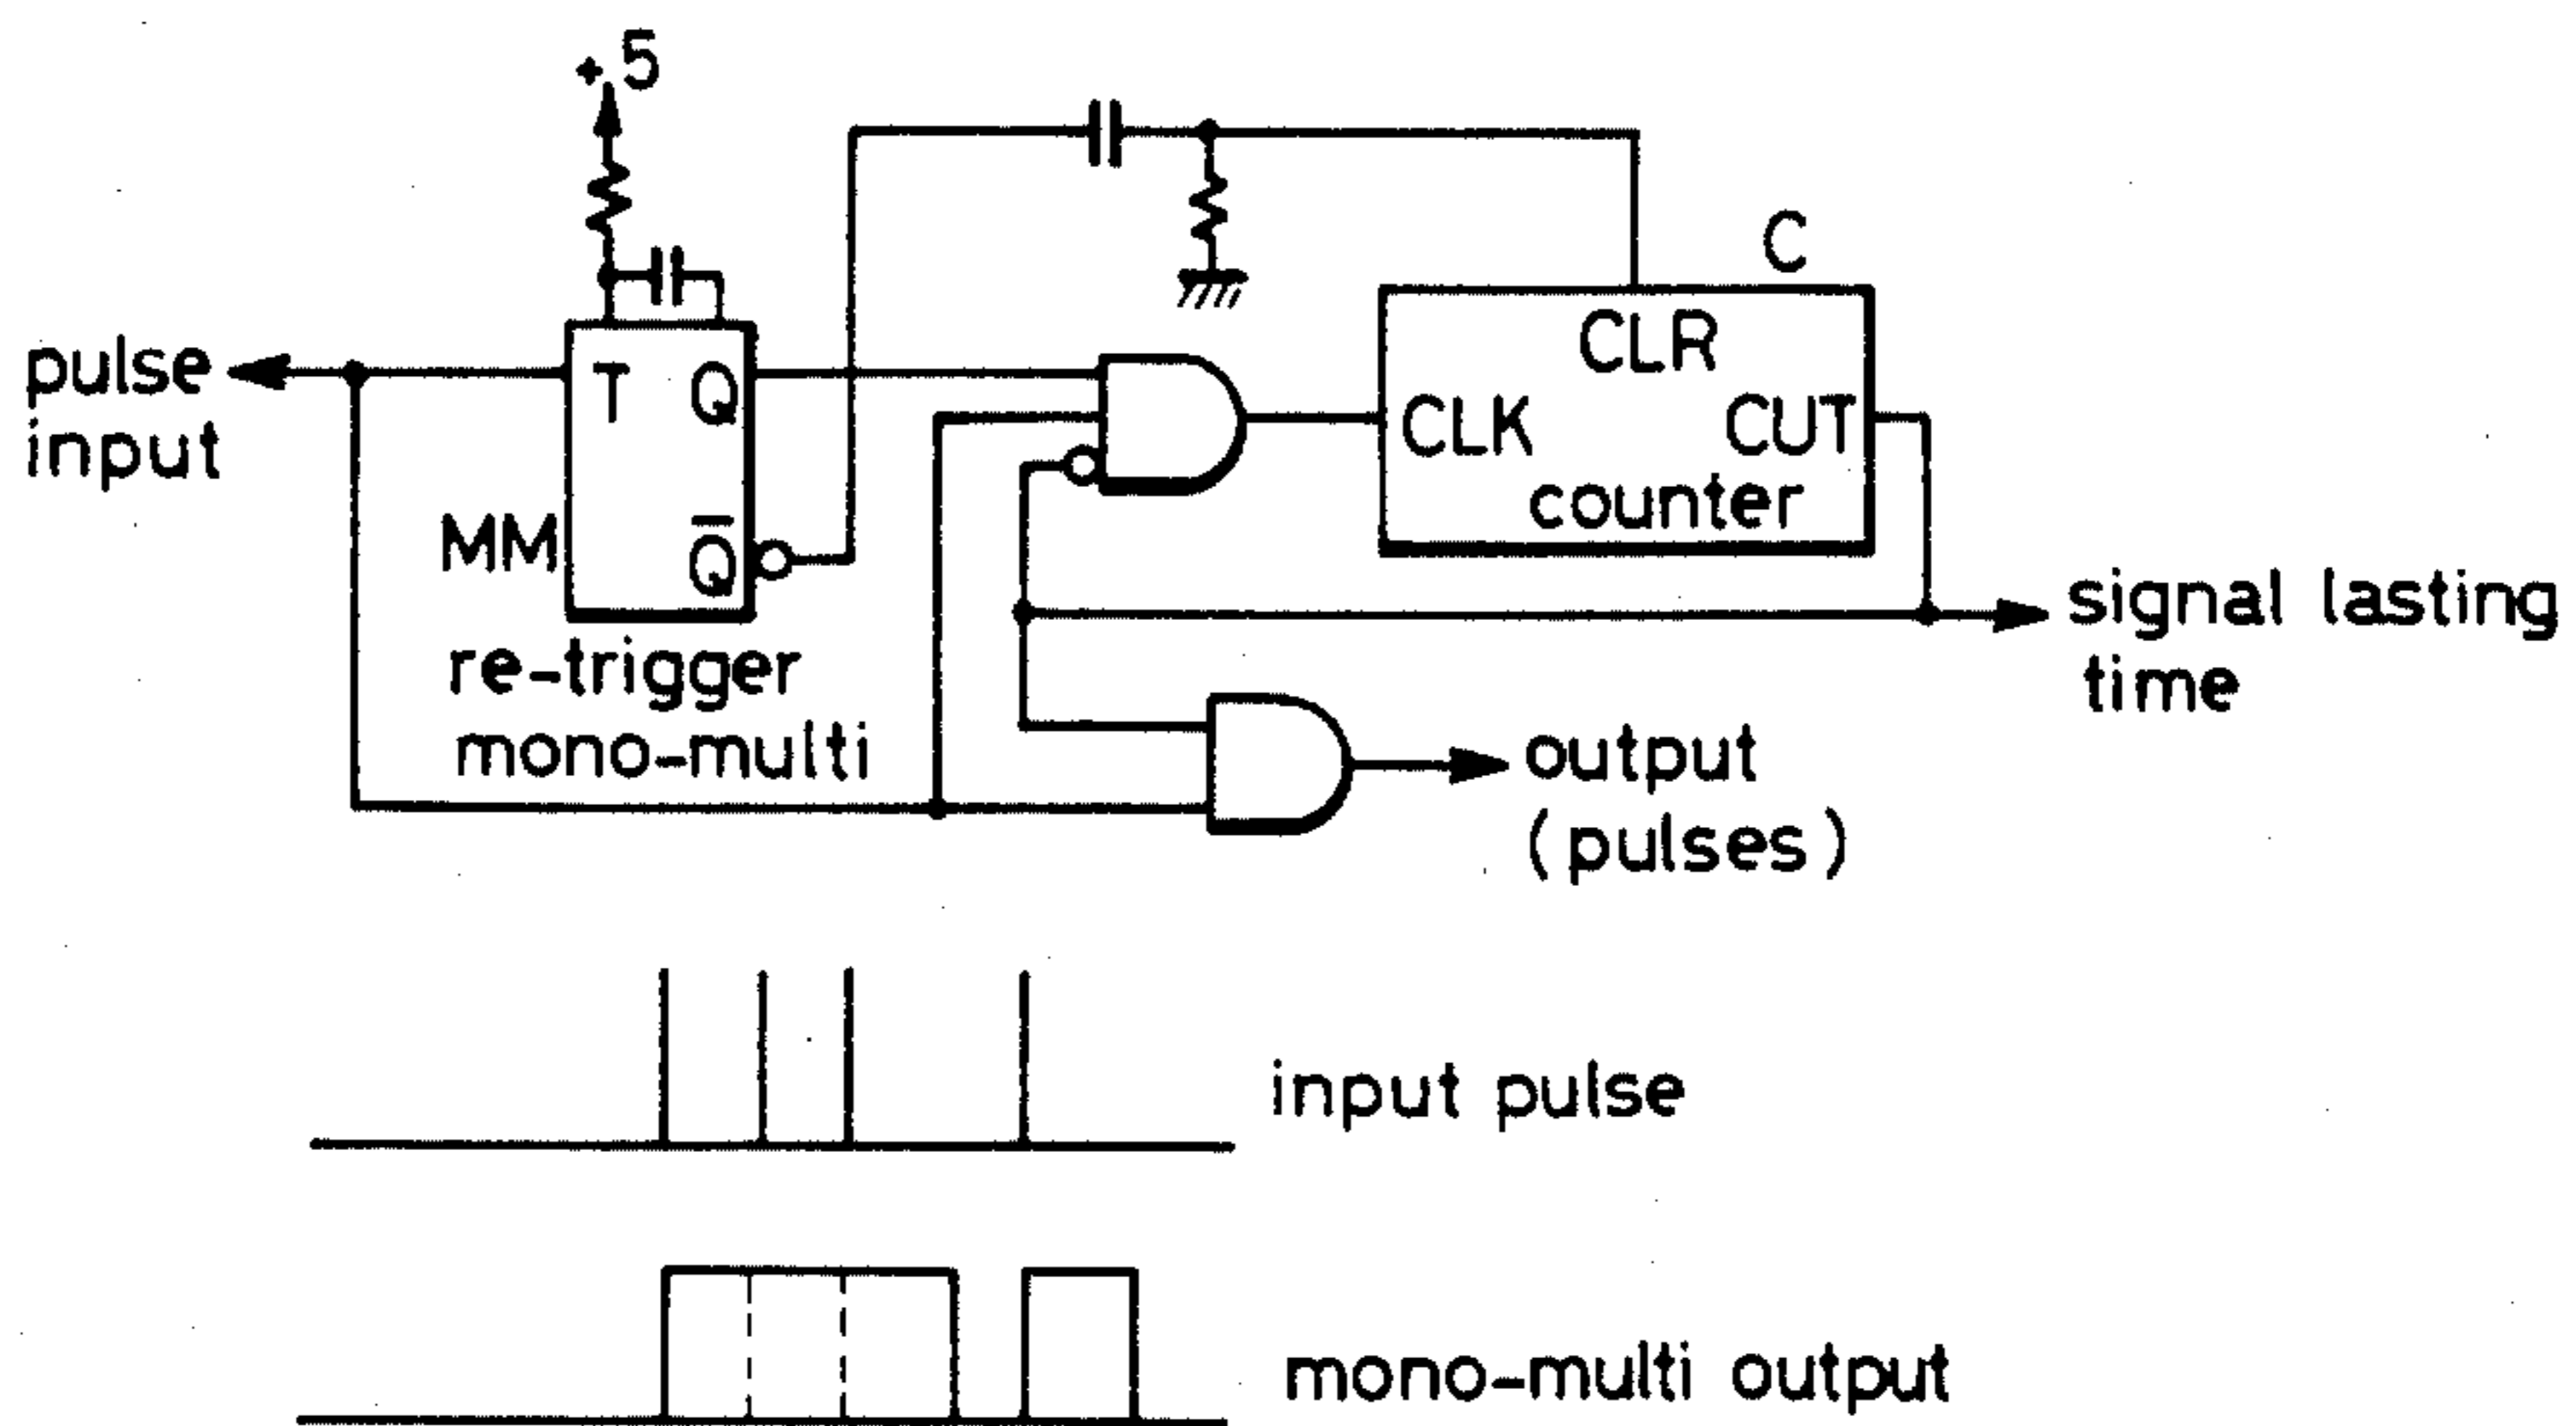 +5
pulse
input
T Q
MM
Q̅
re-trigger
mono-multi
C
CLR
CLK CUT
counter
signal lasting
time
output
(pulses)
input pulse
mono-multi output